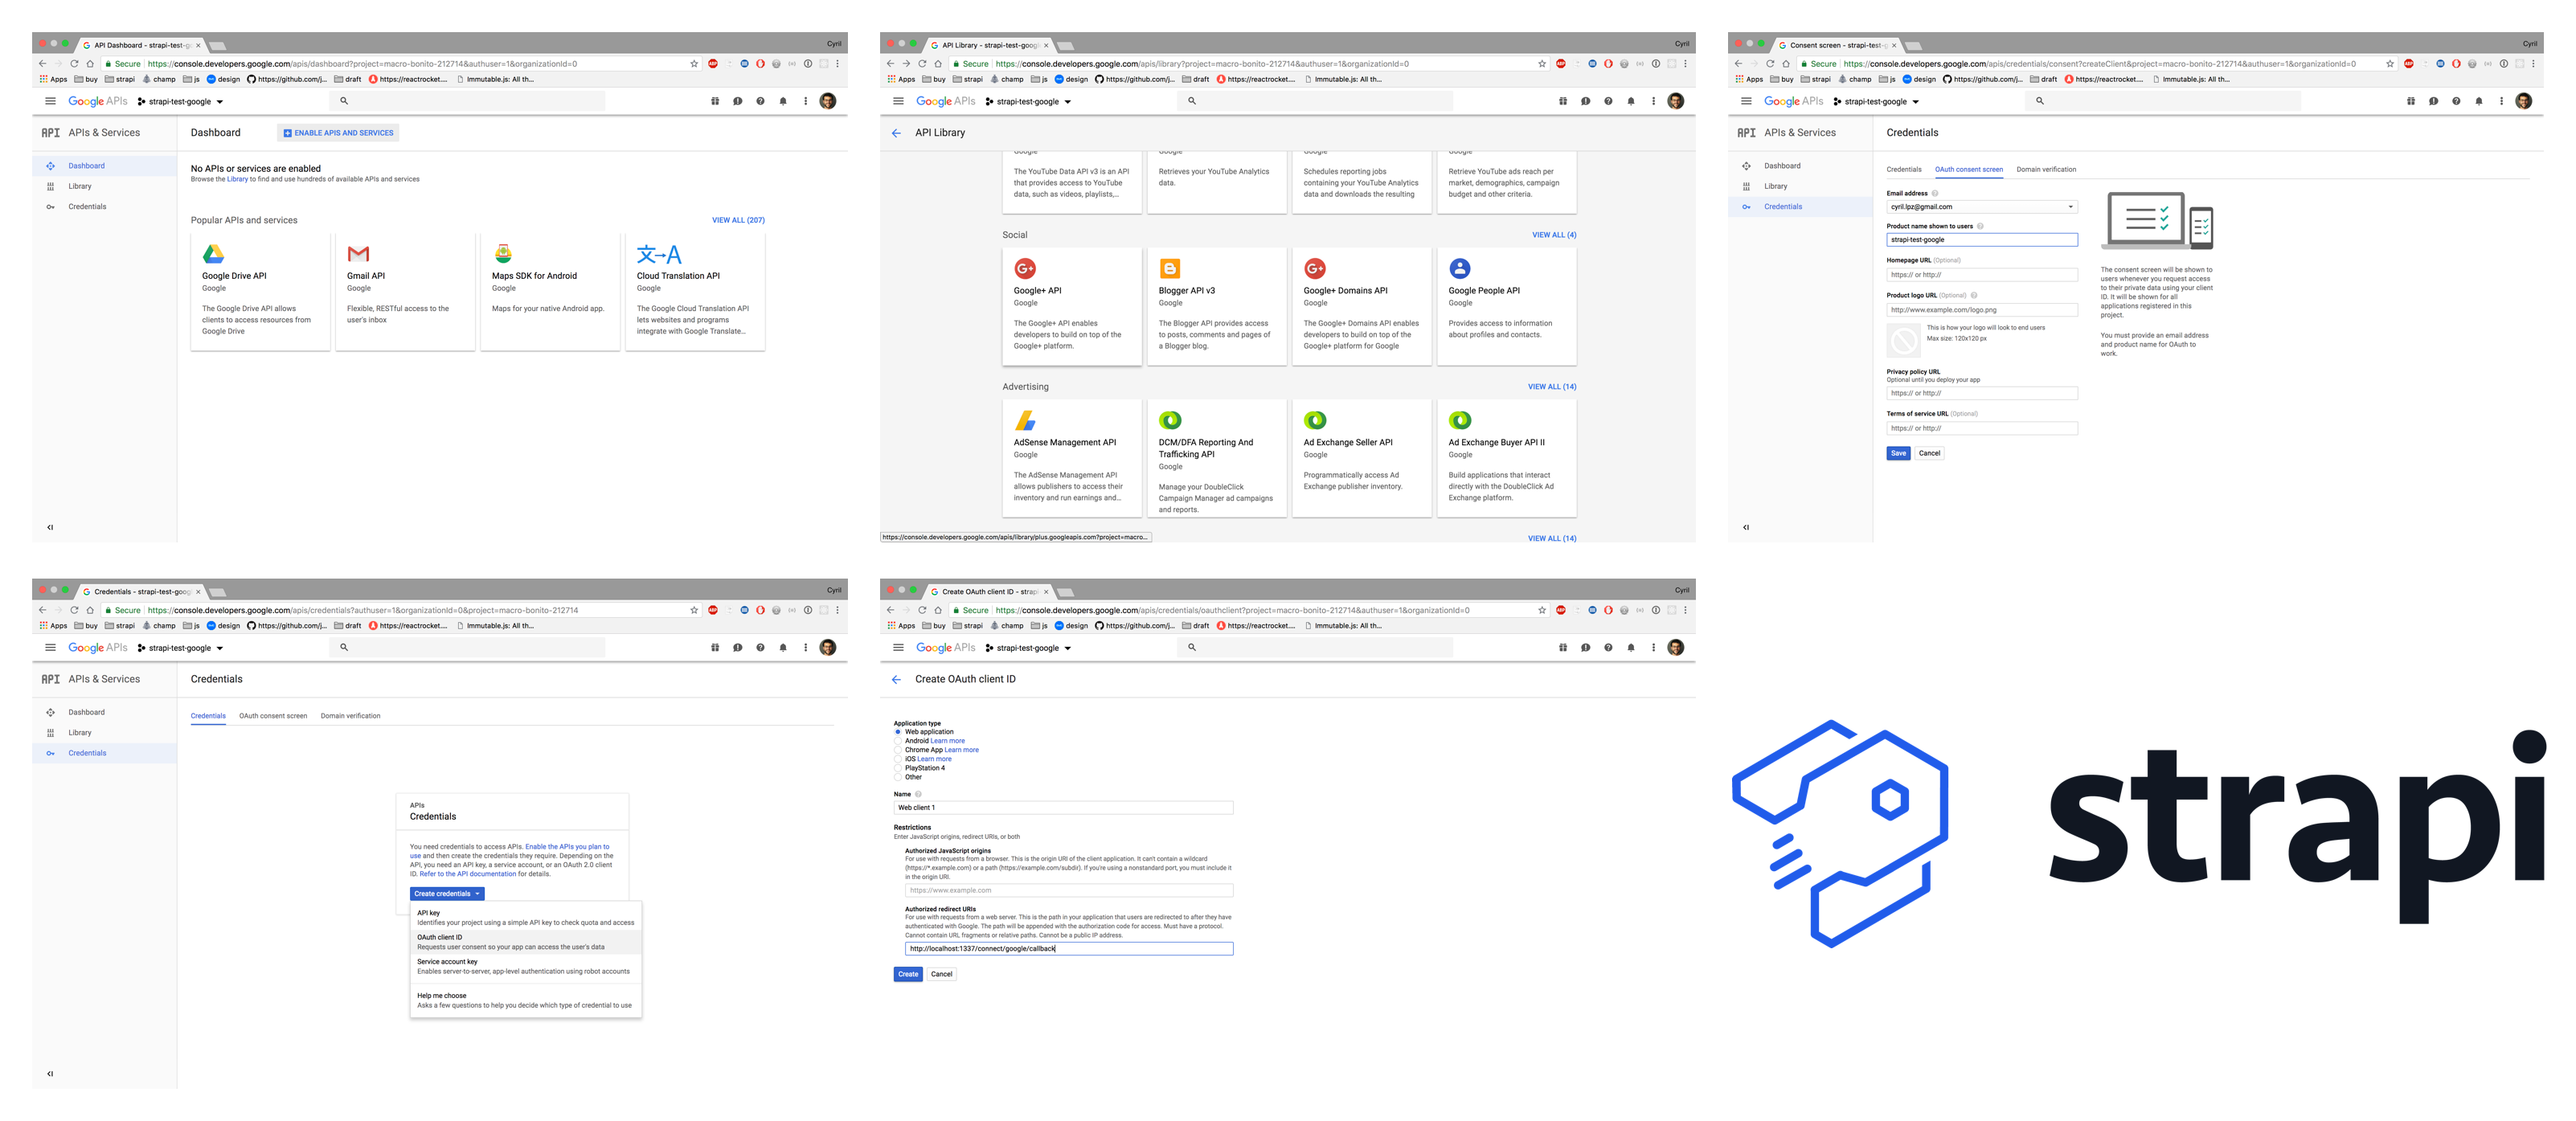 API Dashboard - strapi-test-g
Cyril
Secure https://console.developers.google.com/apis/dashboard?project=macro-bonito-212714&authuser=1&organizationId=0
Apps buy strapi champ js design https://github.com/j... draft https://reactrocket.... Immutable.js: All th...
Google APIs strapi-test-google
API APIs & Services
Dashboard ENABLE APIS AND SERVICES
Dashboard
Library
Credentials
No APIs or services are enabled
Browse the Library to find and use hundreds of available APIs and services
Popular APIs and services
VIEW ALL (207)
Google Drive API
Google
The Google Drive API allows
clients to access resources from
Google Drive
Gmail API
Google
Flexible, RESTful access to the
user's inbox
Maps SDK for Android
Google
Maps for your native Android app.
文→A
Cloud Translation API
Google
The Google Cloud Translation API
lets websites and programs
integrate with Google Translate...
API Library - strapi-test-goog
Cyril
Secure https://console.developers.google.com/apis/library?project=macro-bonito-212714&authuser=1&organizationId=0
Apps buy strapi champ js design https://github.com/j... draft https://reactrocket.... Immutable.js: All th...
Google APIs strapi-test-google
API Library
Google
The YouTube Data API v3 is an API
that provides access to YouTube
data, such as videos, playlists,...
Google
Retrieves your YouTube Analytics
data.
Google
Schedules reporting jobs
containing your YouTube Analytics
data and downloads the resulting
Google
Retrieve YouTube ads reach per
market, demographics, campaign
budget and other criteria.
Social
VIEW ALL (4)
Google+ API
Google
The Google+ API enables
developers to build on top of the
Google+ platform.
Blogger API v3
Google
The Blogger API provides access
to posts, comments and pages of
a Blogger blog.
Google+ Domains API
Google
The Google+ Domains API enables
developers to build on top of the
Google+ platform for Google
Google People API
Google
Provides access to information
about profiles and contacts.
Advertising
VIEW ALL (14)
AdSense Management API
Google
The AdSense Management API
allows publishers to access their
inventory and run earnings and...
DCM/DFA Reporting And
Trafficking API
Google
Manage your DoubleClick
Campaign Manager ad campaigns
and reports.
Ad Exchange Seller API
Google
Programmatically access Ad
Exchange publisher inventory.
Ad Exchange Buyer API II
Google
Build applications that interact
directly with the DoubleClick Ad
Exchange platform.
https://console.developers.google.com/apis/library/plus.googleapis.com?project=macro...
VIEW ALL (14)
Consent screen - strapi-test-g
Cyril
Secure https://console.developers.google.com/apis/credentials/consent?createClient&project=macro-bonito-212714&authuser=1&organizationId=0
Apps buy strapi champ js design https://github.com/j... draft https://reactrocket.... Immutable.js: All th...
Google APIs strapi-test-google
API APIs & Services
Credentials
Dashboard
Library
Credentials
Credentials OAuth consent screen Domain verification
Email address
cyril.lpz@gmail.com
Product name shown to users
strapi-test-google
Homepage URL (Optional)
https:// or http://
Product logo URL (Optional)
http://www.example.com/logo.png
This is how your logo will look to end users
Max size: 120x120 px
Privacy policy URL
Optional until you deploy your app
https:// or http://
Terms of service URL (Optional)
https:// or http://
Save Cancel
The consent screen will be shown to
users whenever you request access
to their private data using your client
ID. It will be shown for all
applications registered in this
project.
You must provide an email address
and product name for OAuth to
work.
Credentials - strapi-test-goog
Cyril
Secure https://console.developers.google.com/apis/credentials?authuser=1&organizationId=0&project=macro-bonito-212714
Apps buy strapi champ js design https://github.com/j... draft https://reactrocket.... Immutable.js: All th...
Google APIs strapi-test-google
API APIs & Services
Credentials
Dashboard
Library
Credentials
Credentials OAuth consent screen Domain verification
APIs
Credentials
You need credentials to access APIs. Enable the APIs you plan to
use and then create the credentials they require. Depending on the
API, you need an API key, a service account, or an OAuth 2.0 client
ID. Refer to the API documentation for details.
Create credentials
API key
Identifies your project using a simple API key to check quota and access
OAuth client ID
Requests user consent so your app can access the user's data
Service account key
Enables server-to-server, app-level authentication using robot accounts
Help me choose
Asks a few questions to help you decide which type of credential to use
Create OAuth client ID - strap
Cyril
Secure https://console.developers.google.com/apis/credentials/oauthclient?project=macro-bonito-212714&authuser=1&organizationId=0
Apps buy strapi champ js design https://github.com/j... draft https://reactrocket.... Immutable.js: All th...
Google APIs strapi-test-google
Create OAuth client ID
Application type
Web application
Android Learn more
Chrome App Learn more
iOS Learn more
PlayStation 4
Other
Name
Web client 1
Restrictions
Enter JavaScript origins, redirect URIs, or both
Authorized JavaScript origins
For use with requests from a browser. This is the origin URI of the client application. It can't contain a wildcard
(https://*.example.com) or a path (https://example.com/subdir). If you're using a nonstandard port, you must include it
in the origin URI.
https://www.example.com
Authorized redirect URIs
For use with requests from a web server. This is the path in your application that users are redirected to after they have
authenticated with Google. The path will be appended with the authorization code for access. Must have a protocol.
Cannot contain URL fragments or relative paths. Cannot be a public IP address.
http://localhost:1337/connect/google/callback
Create Cancel
strapi